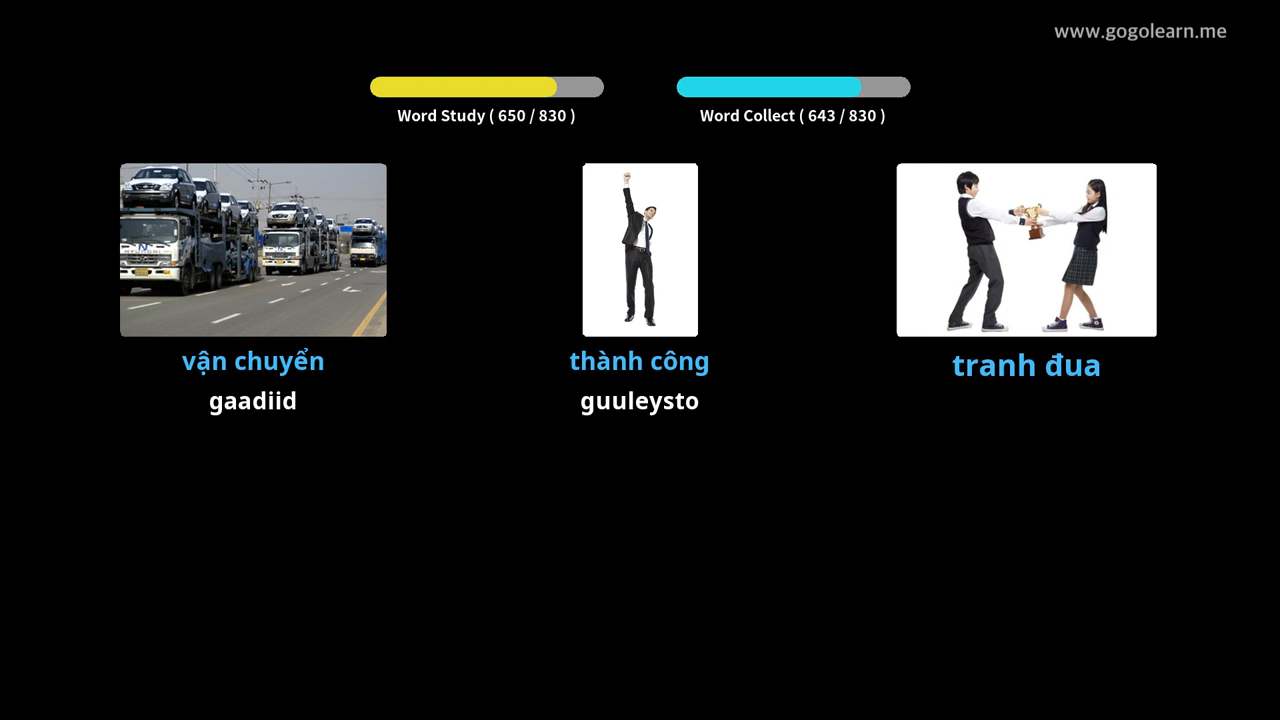 www.gogolearn.me
Word Study ( 650 / 830 )
Word Collect ( 643 / 830 )
vận chuyển
gaadiid
thành công
guuleysto
tranh đua